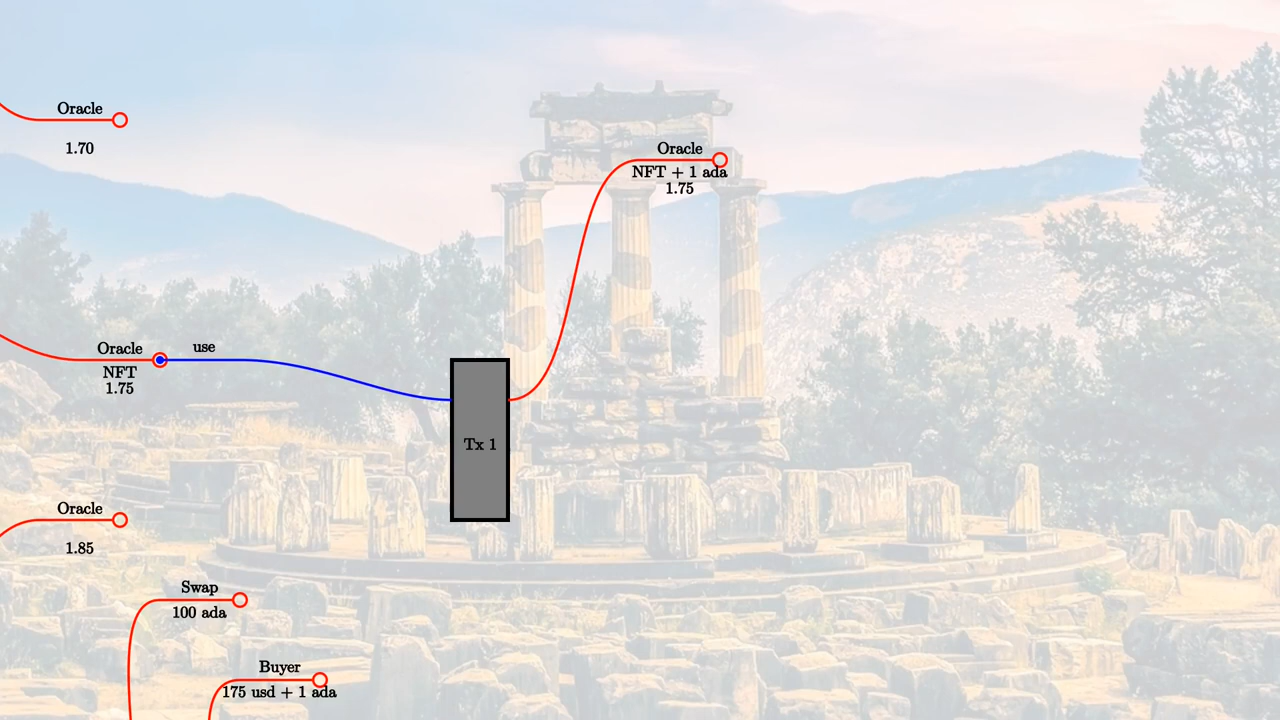 Oracle
1.70
Oracle
NFT + 1 ada
1.75
Oracle
use
NFT
1.75
Tx 1
Oracle
1.85
Swap
100 ada
Buyer
175 usd + 1 ada